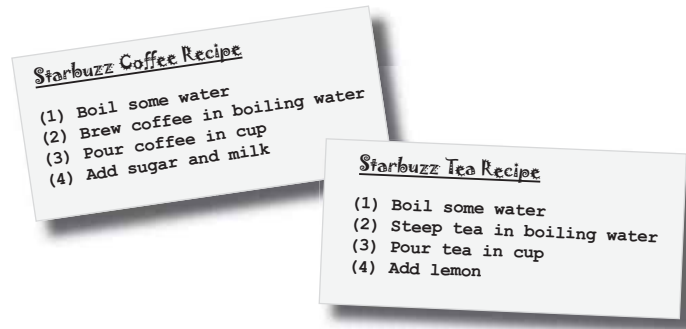 Starbuzz Coffee Recipe
(1) Boil some water
(2) Brew coffee in boiling water
(3) Pour coffee in cup
(4) Add sugar and milk
Starbuzz Tea Recipe
(1) Boil some water
(2) Steep tea in boiling water
(3) Pour tea in cup
(4) Add lemon